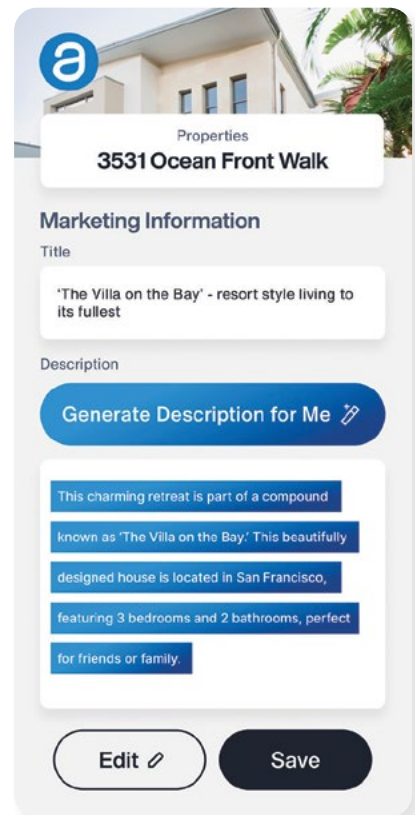 a
Properties
3531 Ocean Front Walk
Marketing Information
Title
'The Villa on the Bay' - resort style living to
its fullest
Description
Generate Description for Me
This charming retreat is part of a compound
known as 'The Villa on the Bay.' This beautifully
designed house is located in San Francisco,
featuring 3 bedrooms and 2 bathrooms, perfect
for friends or family.
Edit
Save